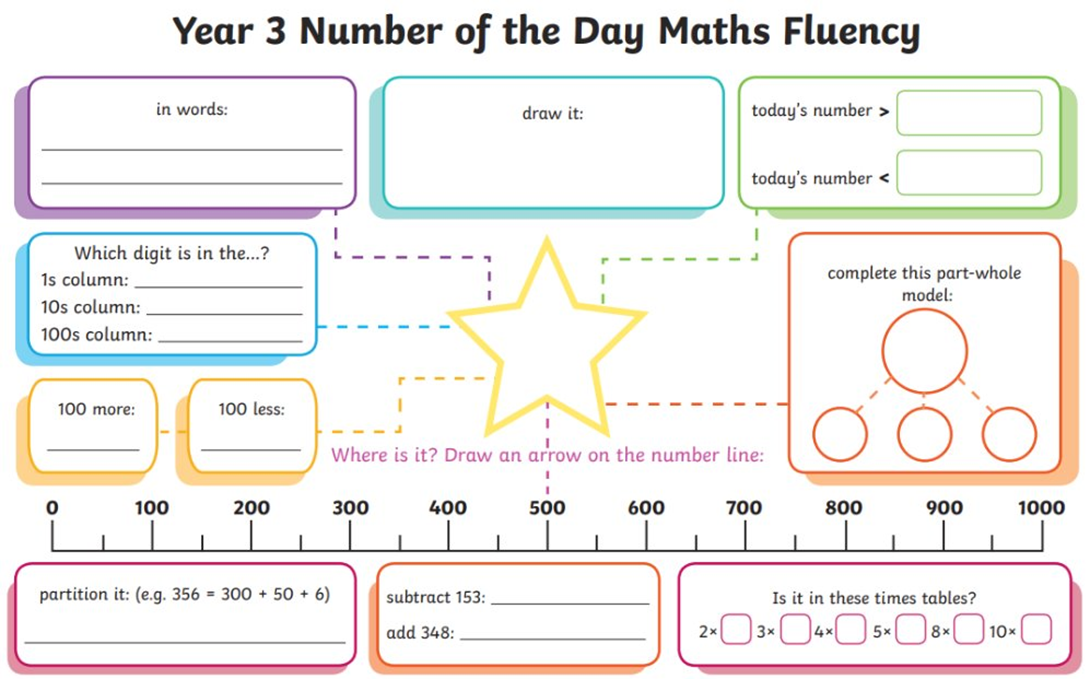 Year 3 Number of the Day Maths Fluency
in words:
draw it:
today's number >
today's number <
Which digit is in the...?
1s column:
10s column:
100s column:
complete this part-whole
model:
100 more:
100 less:
Where is it? Draw an arrow on the number line:
0 100 200 300 400 500 600 700 800 900 1000
partition it: (e.g. 356 = 300 + 50 + 6)
subtract 153:
add 348:
Is it in these times tables?
2× 3× 4× 5× 8× 10×